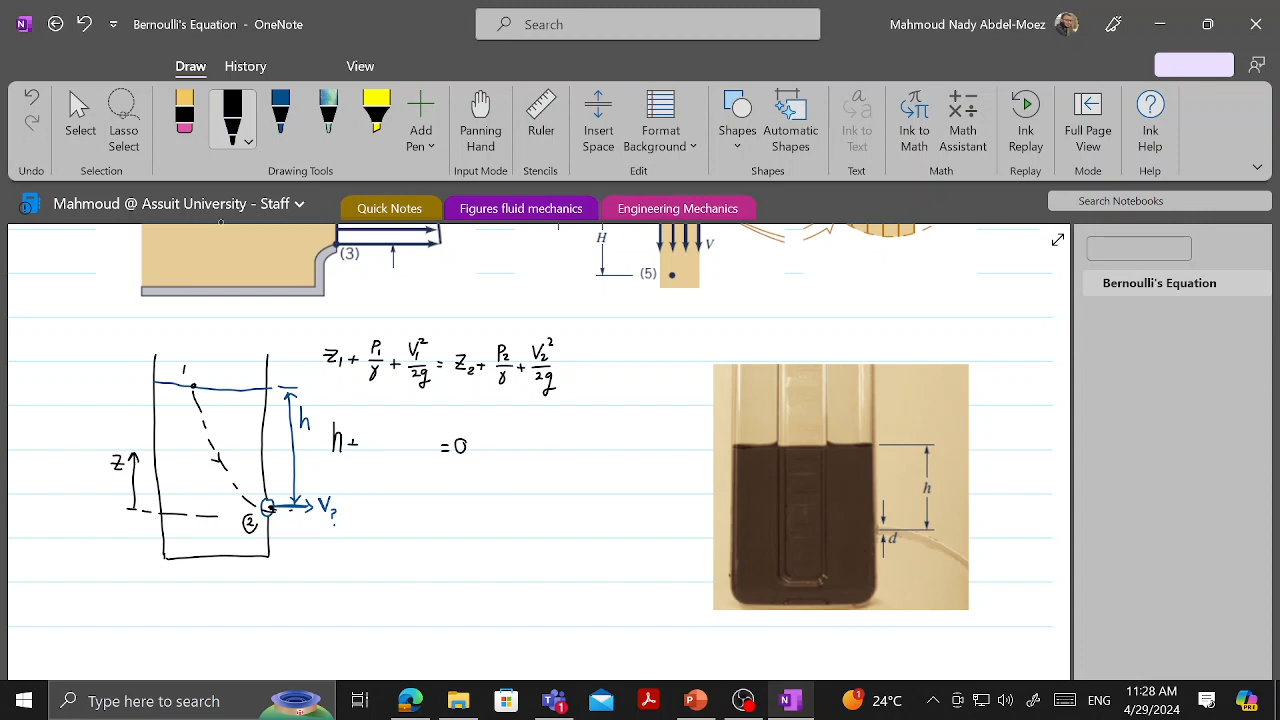 Bernoulli's Equation - OneNote
Search
Mahmoud Nady Abdel-Moez
Draw
History
View
Select
Lasso
Select
Add
Pen
Panning
Hand
Ruler
Insert
Space
Format
Background
Shapes
Automatic
Shapes
Ink
to Text
Ink to
Math
Math
Assistant
Ink
Replay
Full Page
View
Ink
Help
Undo
Selection
Drawing Tools
Input Mode
Stencils
Edit
Shapes
Text
Math
Replay
Mode
Help
Mahmoud @ Assuit University - Staff
Quick Notes
Figures fluid mechanics
Engineering Mechanics
Search Notebooks
(3)
H
V
(5)
Bernoulli's Equation
z₁ + P₁/γ + V₁²/2g = z₂ + P₂/γ + V₂²/2g
1
h
h + = 0
z
2
V?
h
d
Type here to search
1
24°C
ENG
11:28 AM
4/29/2024
PRE